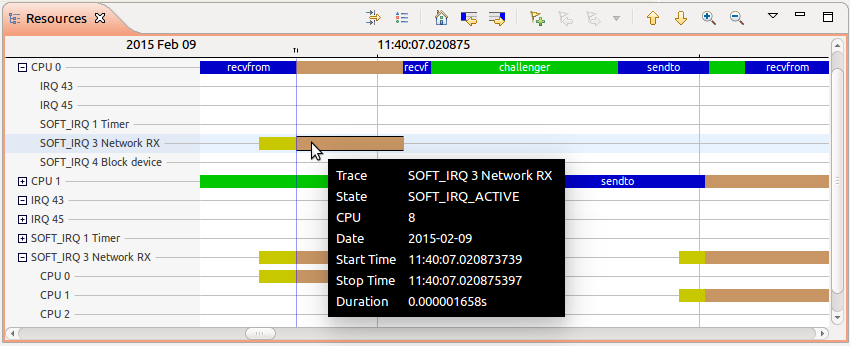 Resources
2015 Feb 09 11:40:07.020875
CPU 0 recvfrom recvf challenger sendto recvfrom
IRQ 43
IRQ 45
SOFT_IRQ 1 Timer
SOFT_IRQ 3 Network RX
SOFT_IRQ 4 Block device
CPU 1 sendto
IRQ 43
IRQ 45
SOFT_IRQ 1 Timer
SOFT_IRQ 3 Network RX
CPU 0
CPU 1
CPU 2
Trace SOFT_IRQ 3 Network RX
State SOFT_IRQ_ACTIVE
CPU 8
Date 2015-02-09
Start Time 11:40:07.020873739
Stop Time 11:40:07.020875397
Duration 0.000001658s